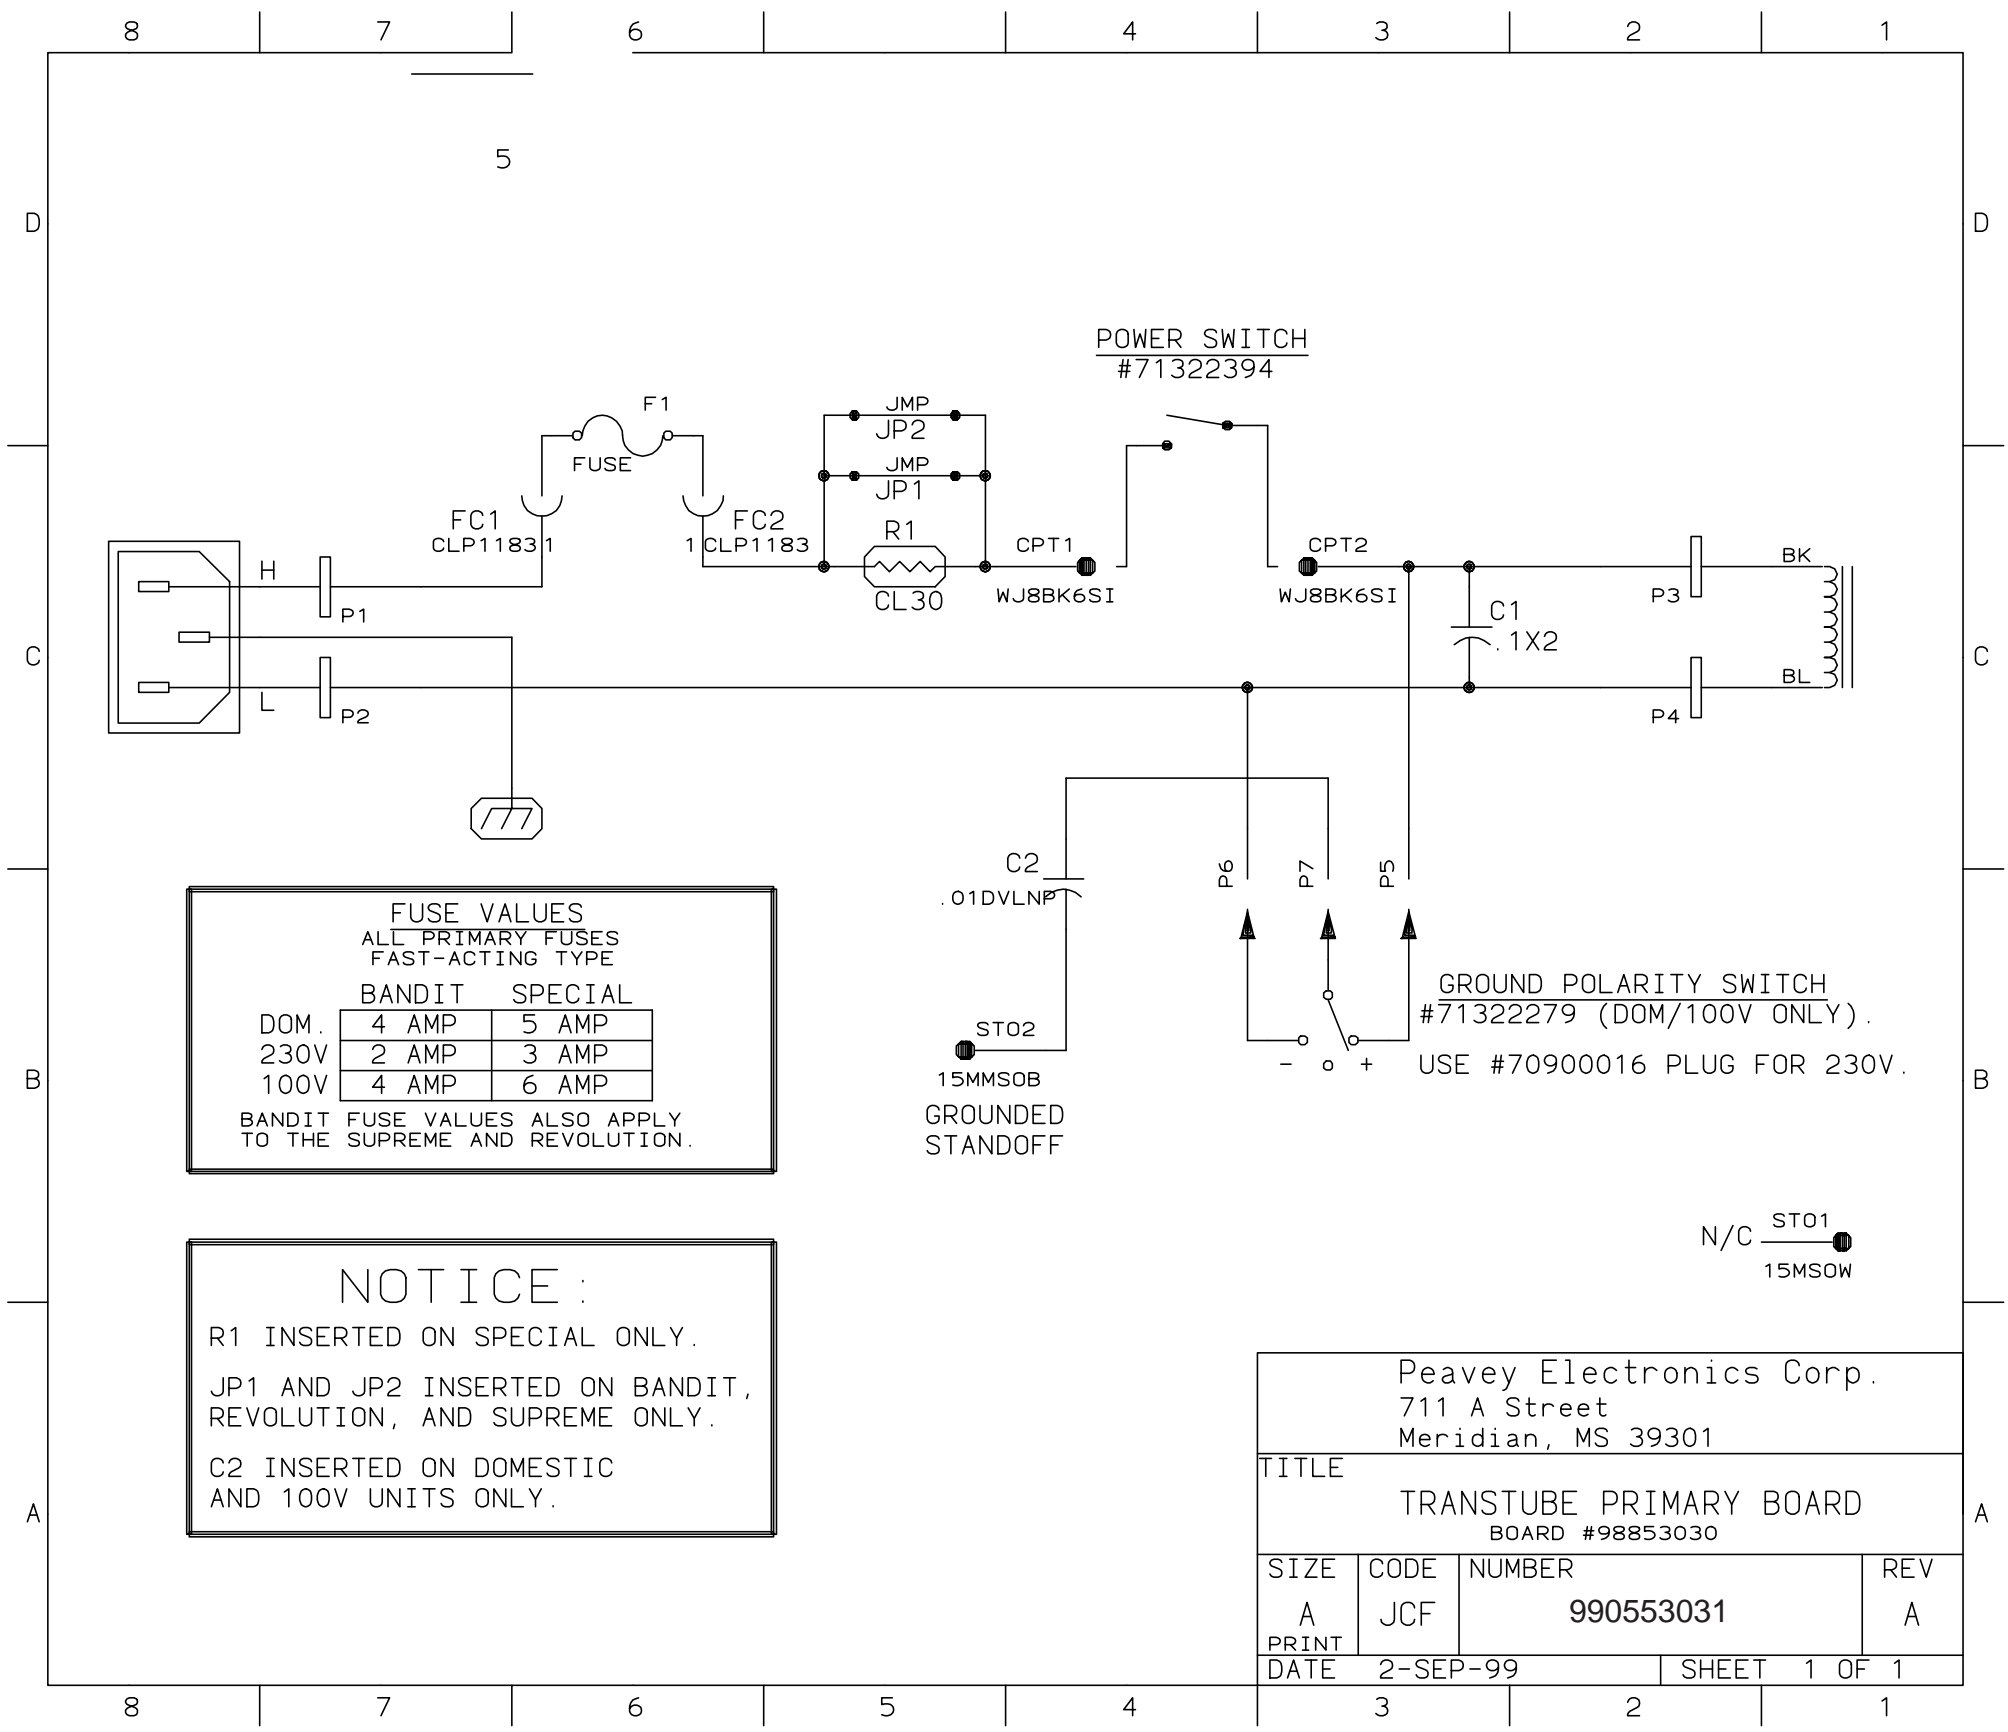 8 7 6 4 3 2 1
5
D D
POWER SWITCH
#71322394
F1
FUSE
JMP
JP2
JMP
JP1
FC1
CLP1183 1
FC2
1 CLP1183
R1
CL30
CPT1
WJ8BK6SI
CPT2
WJ8BK6SI
H
P1
L
P2
BK
P3
C1
.1X2
BL
P4
C C
C2
.01DVLNP
P6 P7 P5
STO2
15MMSOB
GROUNDED
STANDOFF
- +
GROUND POLARITY SWITCH
#71322279 (DOM/100V ONLY).
USE #70900016 PLUG FOR 230V.
FUSE VALUES
ALL PRIMARY FUSES
FAST-ACTING TYPE
BANDIT SPECIAL
DOM. 4 AMP 5 AMP
230V 2 AMP 3 AMP
100V 4 AMP 6 AMP
BANDIT FUSE VALUES ALSO APPLY
TO THE SUPREME AND REVOLUTION.
B B
N/C STO1
15MSOW
NOTICE:
R1 INSERTED ON SPECIAL ONLY.
JP1 AND JP2 INSERTED ON BANDIT,
REVOLUTION, AND SUPREME ONLY.
C2 INSERTED ON DOMESTIC
AND 100V UNITS ONLY.
A A
Peavey Electronics Corp.
711 A Street
Meridian, MS 39301
TITLE
TRANSTUBE PRIMARY BOARD
BOARD #98853030
SIZE CODE NUMBER REV
A JCF 990553031 A
PRINT
DATE 2-SEP-99 SHEET 1 OF 1
8 7 6 5 4 3 2 1